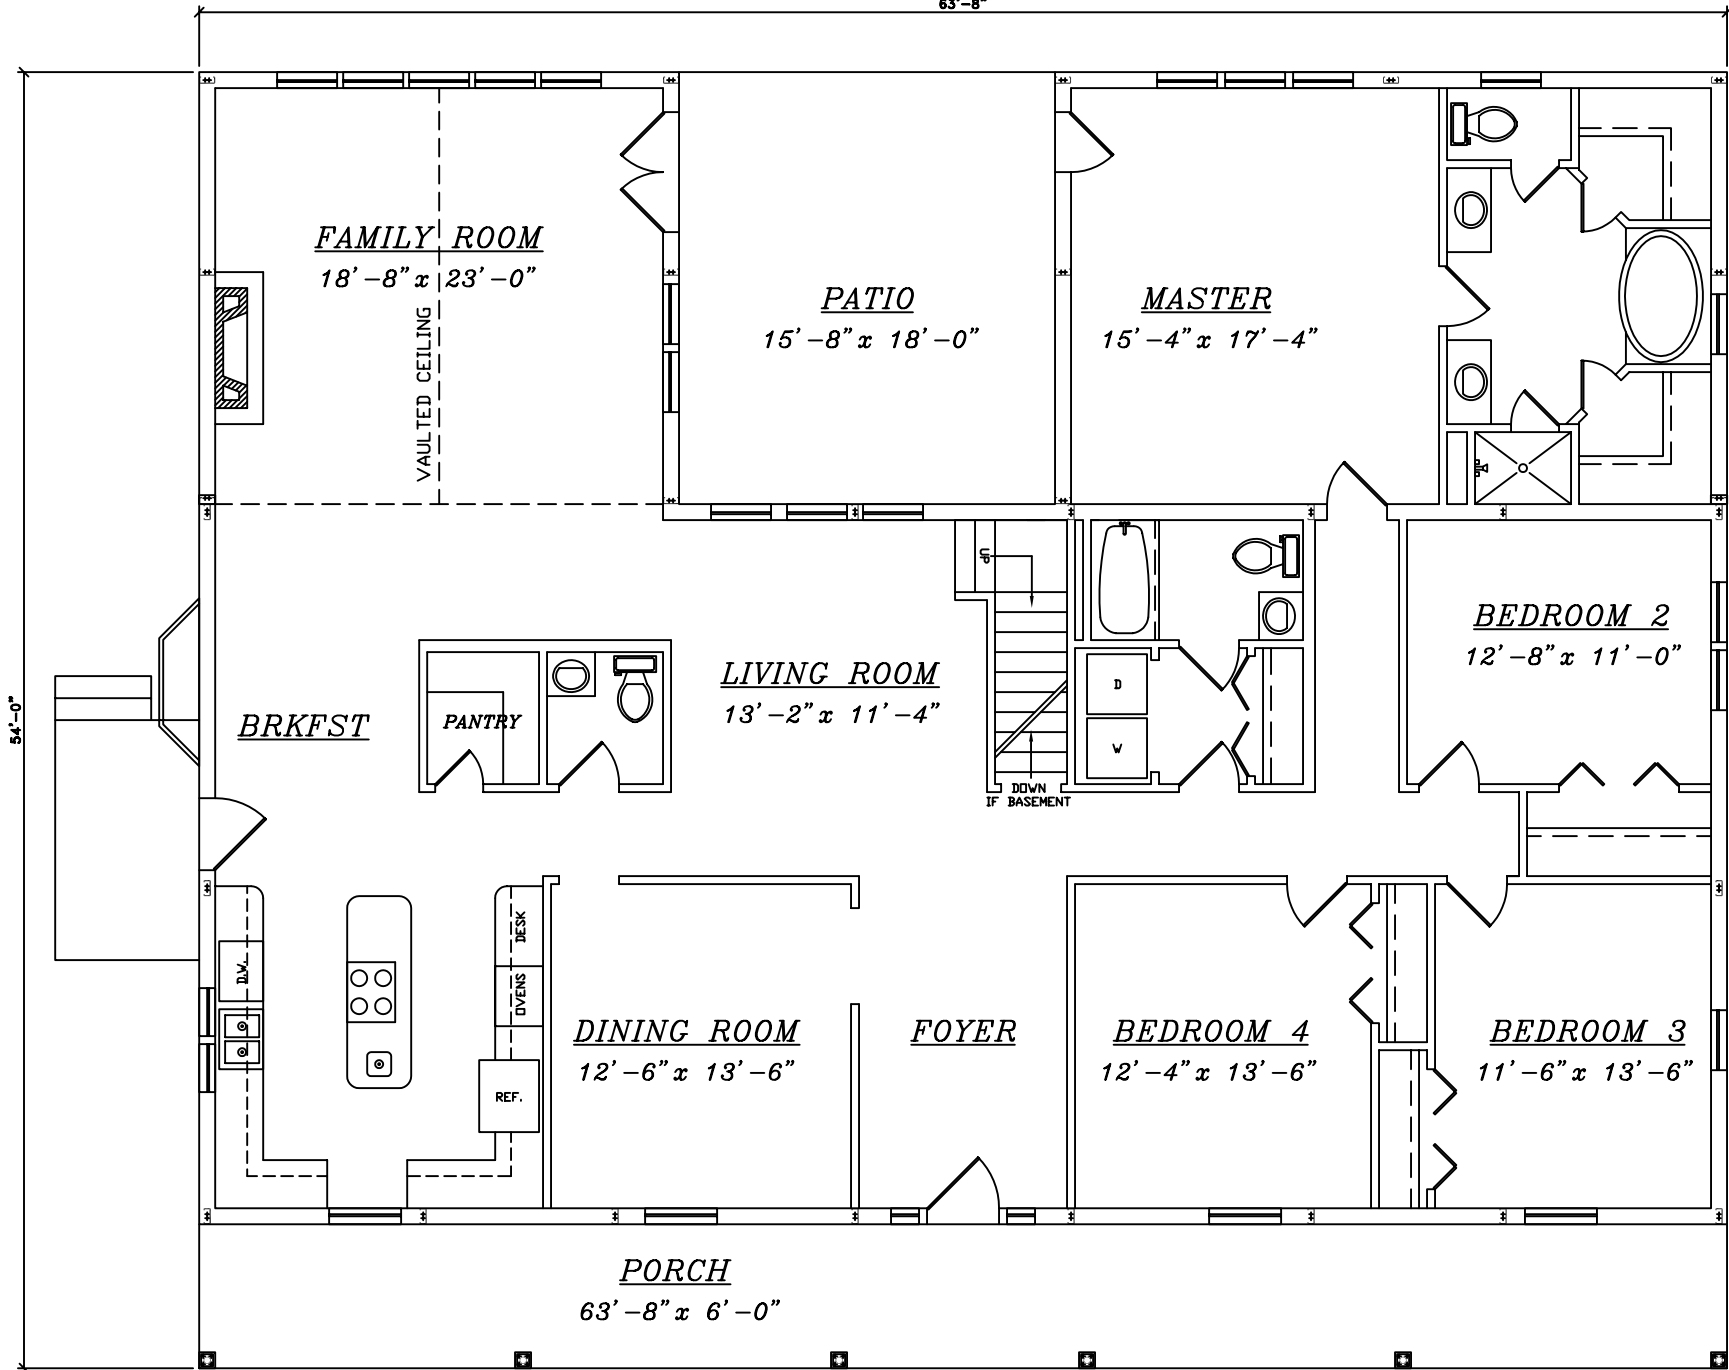 63'-8"
FAMILY ROOM
18'-8" x 23'-0"
VAULTED CEILING
PATIO
15'-8" x 18'-0"
MASTER
15'-4" x 17'-4"
UP
BEDROOM 2
12'-8" x 11'-0"
LIVING ROOM
13'-2" x 11'-4"
D
W
54'-0"
BRKFST
PANTRY
DOWN
IF BASEMENT
DESK
OVENS
D.W.
REF.
DINING ROOM
12'-6" x 13'-6"
FOYER
BEDROOM 4
12'-4" x 13'-6"
BEDROOM 3
11'-6" x 13'-6"
PORCH
63'-8" x 6'-0"